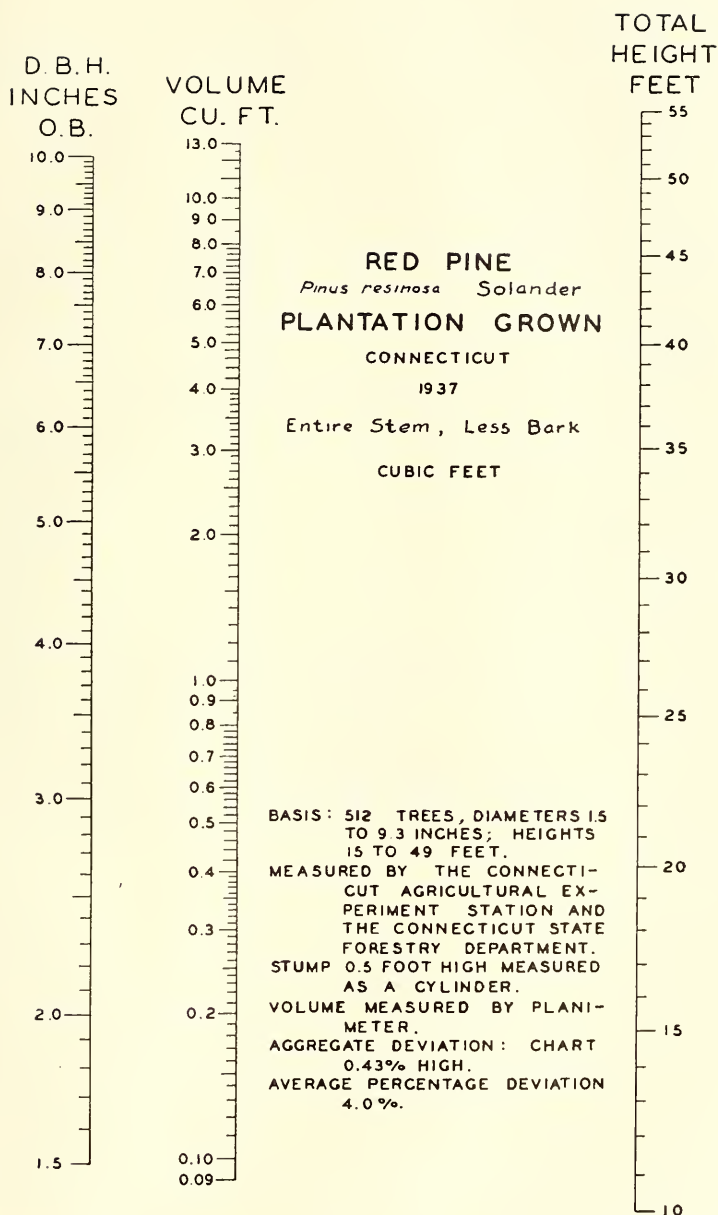 D.B.H.
INCHES
O.B.
10.0
9.0
8.0
7.0
6.0
5.0
4.0
3.0
2.0
1.5
VOLUME
CU. FT.
13.0
10.0
9 0
8.0
7.0
6.0
5.0
4.0
3.0
2.0
1.0
0.9
0.8
0.7
0.6
0.5
0.4
0.3
0.2
0.10
0.09
RED PINE
Pinus resinosa Solander
PLANTATION GROWN
CONNECTICUT
1937
Entire Stem, Less Bark
CUBIC FEET
BASIS: 512 TREES, DIAMETERS 1.5
TO 9.3 INCHES; HEIGHTS
15 TO 49 FEET.
MEASURED BY THE CONNECTI-
CUT AGRICULTURAL EX-
PERIMENT STATION AND
THE CONNECTICUT STATE
FORESTRY DEPARTMENT.
STUMP 0.5 FOOT HIGH MEASURED
AS A CYLINDER.
VOLUME MEASURED BY PLANI-
METER.
AGGREGATE DEVIATION: CHART
0.43% HIGH.
AVERAGE PERCENTAGE DEVIATION
4.0%.
TOTAL
HEIGHT
FEET
55
50
45
40
35
30
25
20
15
10